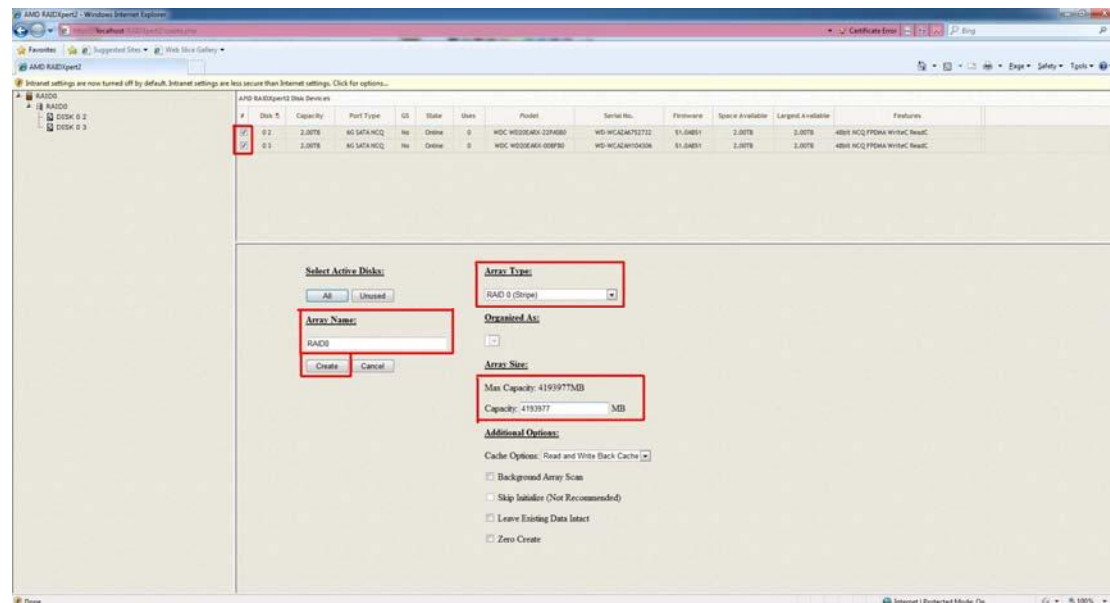 AMD RAIDXpert2 - Windows Internet Explorer
localhost
Certificate Error
Bing
Favorites
Suggested Sites
Web Slice Gallery
AMD RAIDXpert2
Page
Safety
Tools
Intranet settings are now turned off by default. Intranet settings are less secure than Internet settings. Click for options...
RAID0
RAID0
DISK 0 2
DISK 0 3
AMD RAIDXpert2 Disk Devices
# Disk Capacity Port Type GS State Uses Model Serial No. Firmware Space Available Largest Available Features
0 2 2.00TB 6G SATA NCQ No Online 0 2.00TB 2.00TB 48bit NCQ FPDMA WriteC ReadC
0 3 2.00TB 6G SATA NCQ No Online 0 2.00TB 2.00TB 48bit NCQ FPDMA WriteC ReadC
Select Active Disks:
All Unused
Array Name:
RAID0
Create Cancel
Array Type:
RAID 0 (Stripe)
Organized As:
Array Size:
Max Capacity: 4193977MB
Capacity: 4193977 MB
Additional Options:
Cache Options: Read and Write Back Cache
Background Array Scan
Skip Initialize (Not Recommended)
Leave Existing Data Intact
Zero Create
Done
Internet | Protected Mode: On
100%